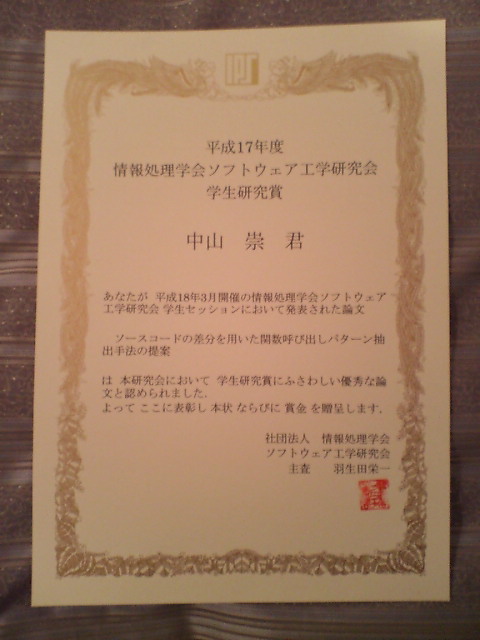 平成17年度
情報処理学会ソフトウェア工学研究会
学生研究賞
中山　崇　君
あなたが 平成18年3月開催の情報処理学会ソフトウェア
工学研究会 学生セッションにおいて発表された論文
ソースコードの差分を用いた関数呼び出しパターン抽
出手法の提案
は 本研究会において 学生研究賞にふさわしい優秀な論
文と認められました.
よって ここに表彰し 本状 ならびに 賞金 を贈呈します.
社団法人　情報処理学会
ソフトウェア工学研究会
主査　羽生田栄一